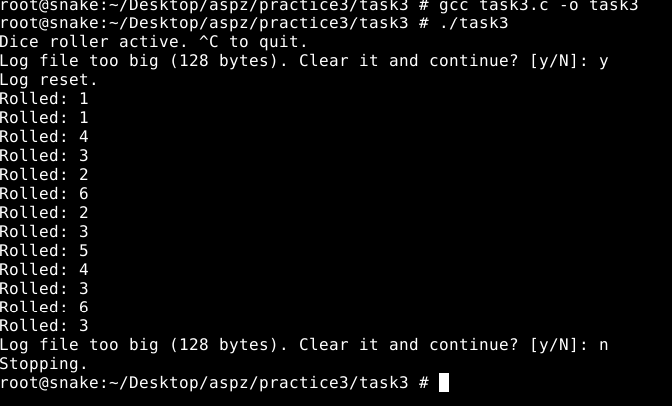 root@snake:~/Desktop/aspz/practice3/task3 # gcc task3.c -o task3
root@snake:~/Desktop/aspz/practice3/task3 # ./task3
Dice roller active. ^C to quit.
Log file too big (128 bytes). Clear it and continue? [y/N]: y
Log reset.
Rolled: 1
Rolled: 1
Rolled: 4
Rolled: 3
Rolled: 2
Rolled: 6
Rolled: 2
Rolled: 3
Rolled: 5
Rolled: 4
Rolled: 3
Rolled: 6
Rolled: 3
Log file too big (128 bytes). Clear it and continue? [y/N]: n
Stopping.
root@snake:~/Desktop/aspz/practice3/task3 #